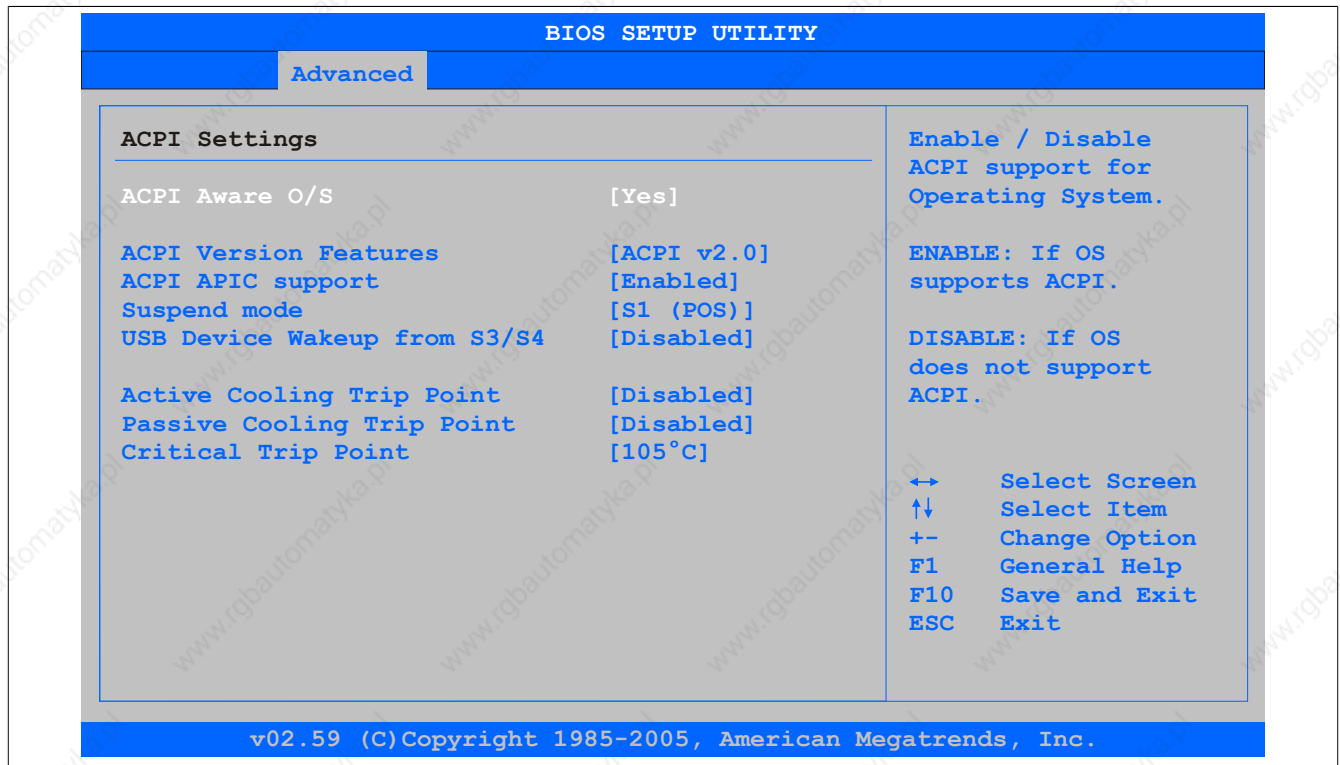 BIOS SETUP UTILITY
Advanced
ACPI Settings
ACPI Aware O/S [Yes]
ACPI Version Features [ACPI v2.0]
ACPI APIC support [Enabled]
Suspend mode [S1 (POS)]
USB Device Wakeup from S3/S4 [Disabled]
Active Cooling Trip Point [Disabled]
Passive Cooling Trip Point [Disabled]
Critical Trip Point [105°C]
Enable / Disable
ACPI support for
Operating System.
ENABLE: If OS
supports ACPI.
DISABLE: If OS
does not support
ACPI.
↔ Select Screen
↑↓ Select Item
+- Change Option
F1 General Help
F10 Save and Exit
ESC Exit
v02.59 (C)Copyright 1985-2005, American Megatrends, Inc.
www.rgbautomatyka.pl